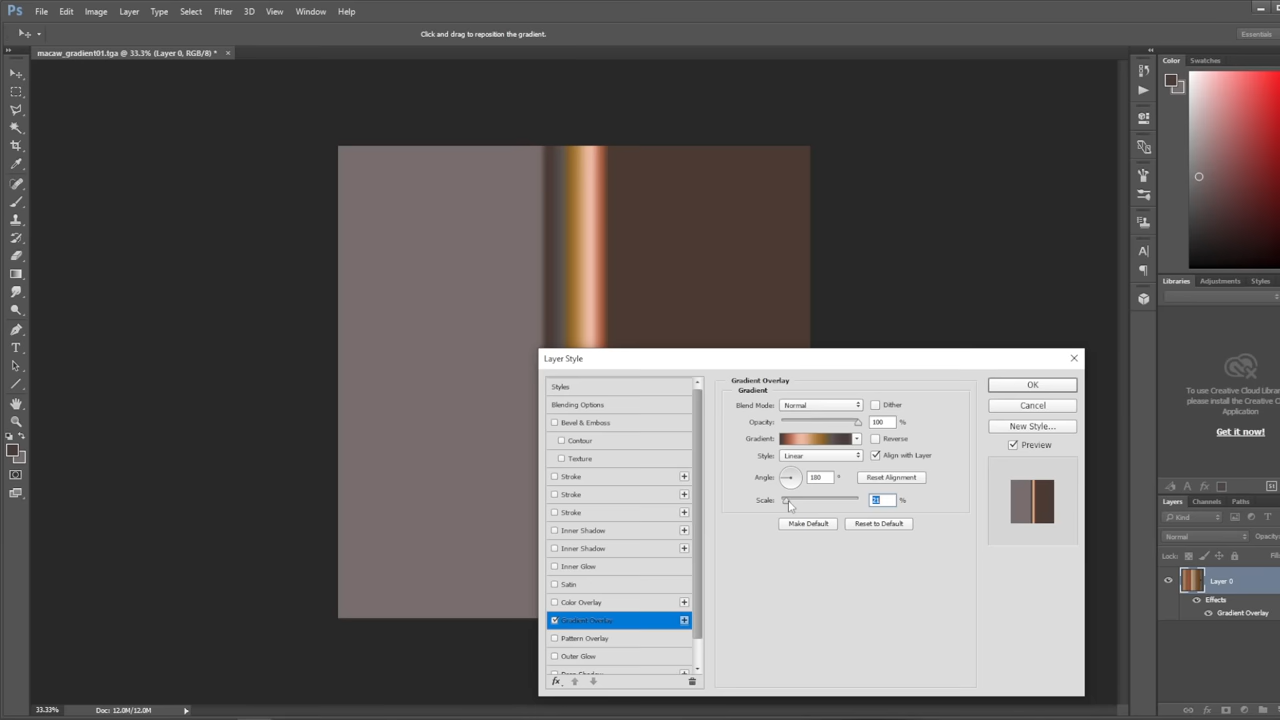 Ps File Edit Image Layer Type Select Filter 3D View Window Help
Click and drag to reposition the gradient.
Essentials
macaw_gradient01.tga @ 33.3% (Layer 0, RGB/8) * ×
Color Swatches
Libraries Adjustments Styles
To use Creative Cloud Libra
please install the Creative C
Application
Get it now!
Layers Channels Paths
Kind
Normal Opacity
Lock:
Layer 0
Effects
Gradient Overlay
Layer Style
Styles
Blending Options
Bevel & Emboss
Contour
Texture
Stroke
Stroke
Stroke
Inner Shadow
Inner Shadow
Inner Glow
Satin
Color Overlay
Gradient Overlay
Pattern Overlay
Outer Glow
fx
Gradient Overlay
Gradient
Blend Mode: Normal Dither
Opacity: 100 %
Gradient: Reverse
Style: Linear Align with Layer
Angle: 180 ° Reset Alignment
Scale: %
Make Default Reset to Default
OK
Cancel
New Style...
Preview
33.33% Doc: 12.0M/12.0M